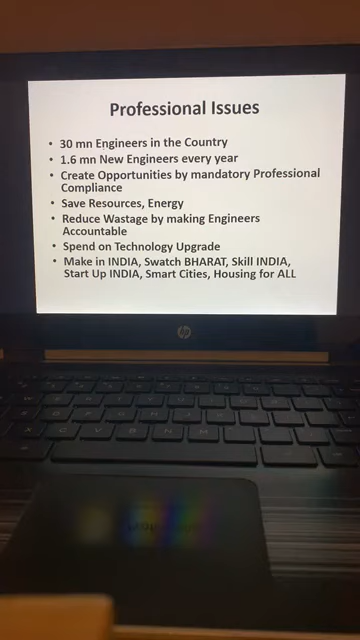 Professional Issues
• 30 mn Engineers in the Country
• 1.6 mn New Engineers every year
• Create Opportunities by mandatory Professional
Compliance
• Save Resources, Energy
• Reduce Wastage by making Engineers
Accountable
• Spend on Technology Upgrade
• Make in INDIA, Swatch BHARAT, Skill INDIA,
Start Up INDIA, Smart Cities, Housing for ALL
hp